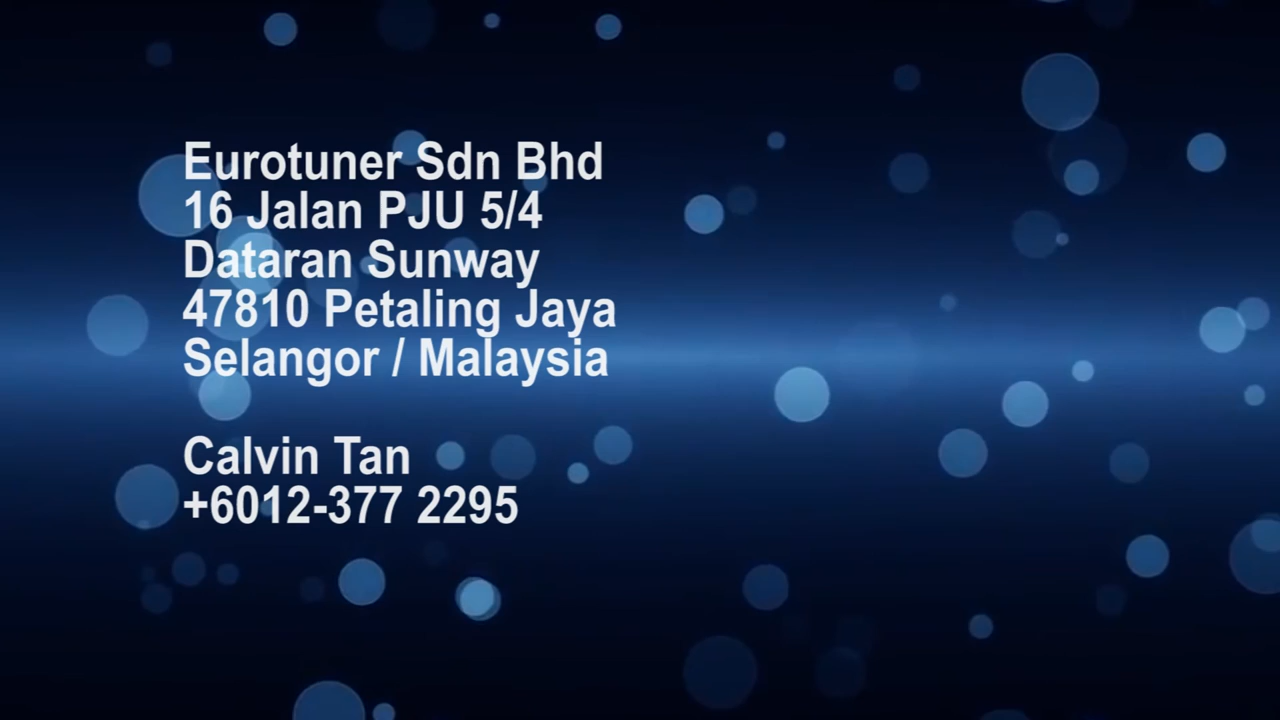 Eurotuner Sdn Bhd
16 Jalan PJU 5/4
Dataran Sunway
47810 Petaling Jaya
Selangor / Malaysia
Calvin Tan
+6012-377 2295